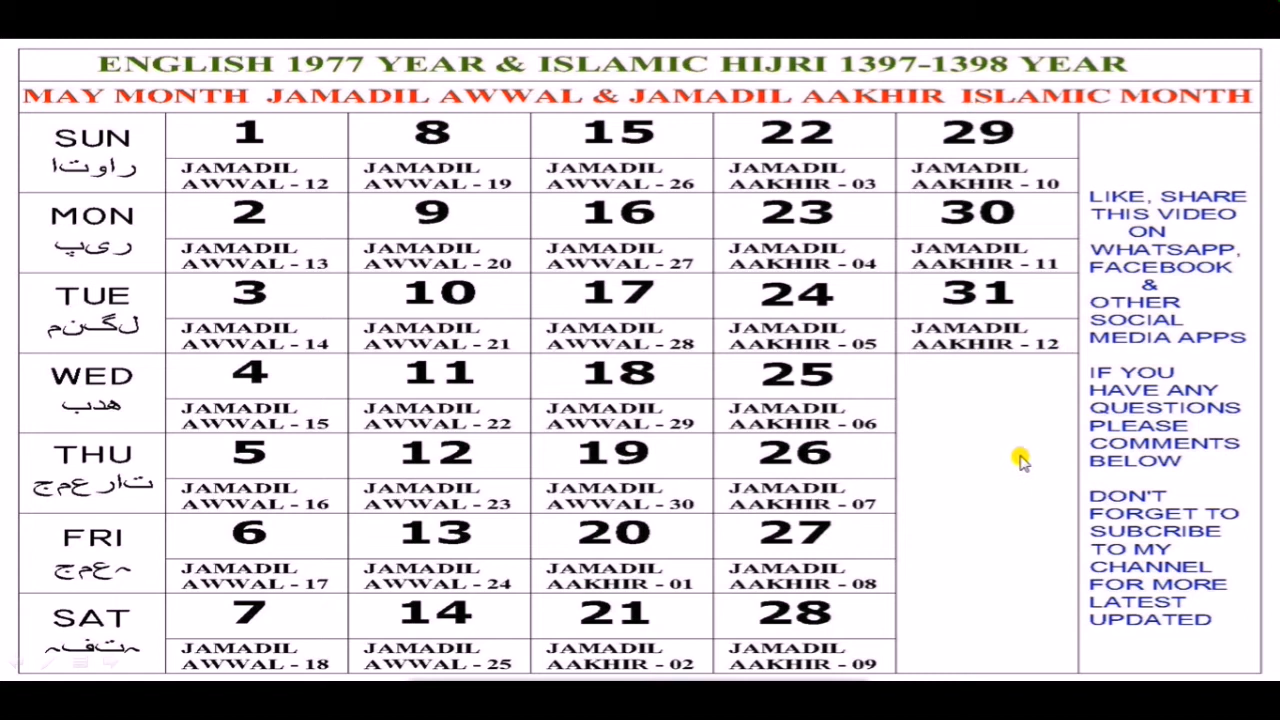 ENGLISH 1977 YEAR & ISLAMIC HIJRI 1397-1398 YEAR
MAY MONTH JAMADIL AWWAL & JAMADIL AAKHIR ISLAMIC MONTH
SUN 1 8 15 22 29
اتوار
JAMADIL JAMADIL JAMADIL JAMADIL JAMADIL
AWWAL - 12 AWWAL - 19 AWWAL - 26 AAKHIR - 03 AAKHIR - 10
MON 2 9 16 23 30
پیر
JAMADIL JAMADIL JAMADIL JAMADIL JAMADIL
AWWAL - 13 AWWAL - 20 AWWAL - 27 AAKHIR - 04 AAKHIR - 11
TUE 3 10 17 24 31
منگل
JAMADIL JAMADIL JAMADIL JAMADIL JAMADIL
AWWAL - 14 AWWAL - 21 AWWAL - 28 AAKHIR - 05 AAKHIR - 12
WED 4 11 18 25
بدھ
JAMADIL JAMADIL JAMADIL JAMADIL
AWWAL - 15 AWWAL - 22 AWWAL - 29 AAKHIR - 06
THU 5 12 19 26
جمعرات
JAMADIL JAMADIL JAMADIL JAMADIL
AWWAL - 16 AWWAL - 23 AWWAL - 30 AAKHIR - 07
FRI 6 13 20 27
جمعہ
JAMADIL JAMADIL JAMADIL JAMADIL
AWWAL - 17 AWWAL - 24 AAKHIR - 01 AAKHIR - 08
SAT 7 14 21 28
ہفتہ
JAMADIL JAMADIL JAMADIL JAMADIL
AWWAL - 18 AWWAL - 25 AAKHIR - 02 AAKHIR - 09
LIKE, SHARE
THIS VIDEO
ON
WHATSAPP,
FACEBOOK
&
OTHER
SOCIAL
MEDIA APPS
IF YOU
HAVE ANY
QUESTIONS
PLEASE
COMMENTS
BELOW
DON'T
FORGET TO
SUBCRIBE
TO MY
CHANNEL
FOR MORE
LATEST
UPDATED